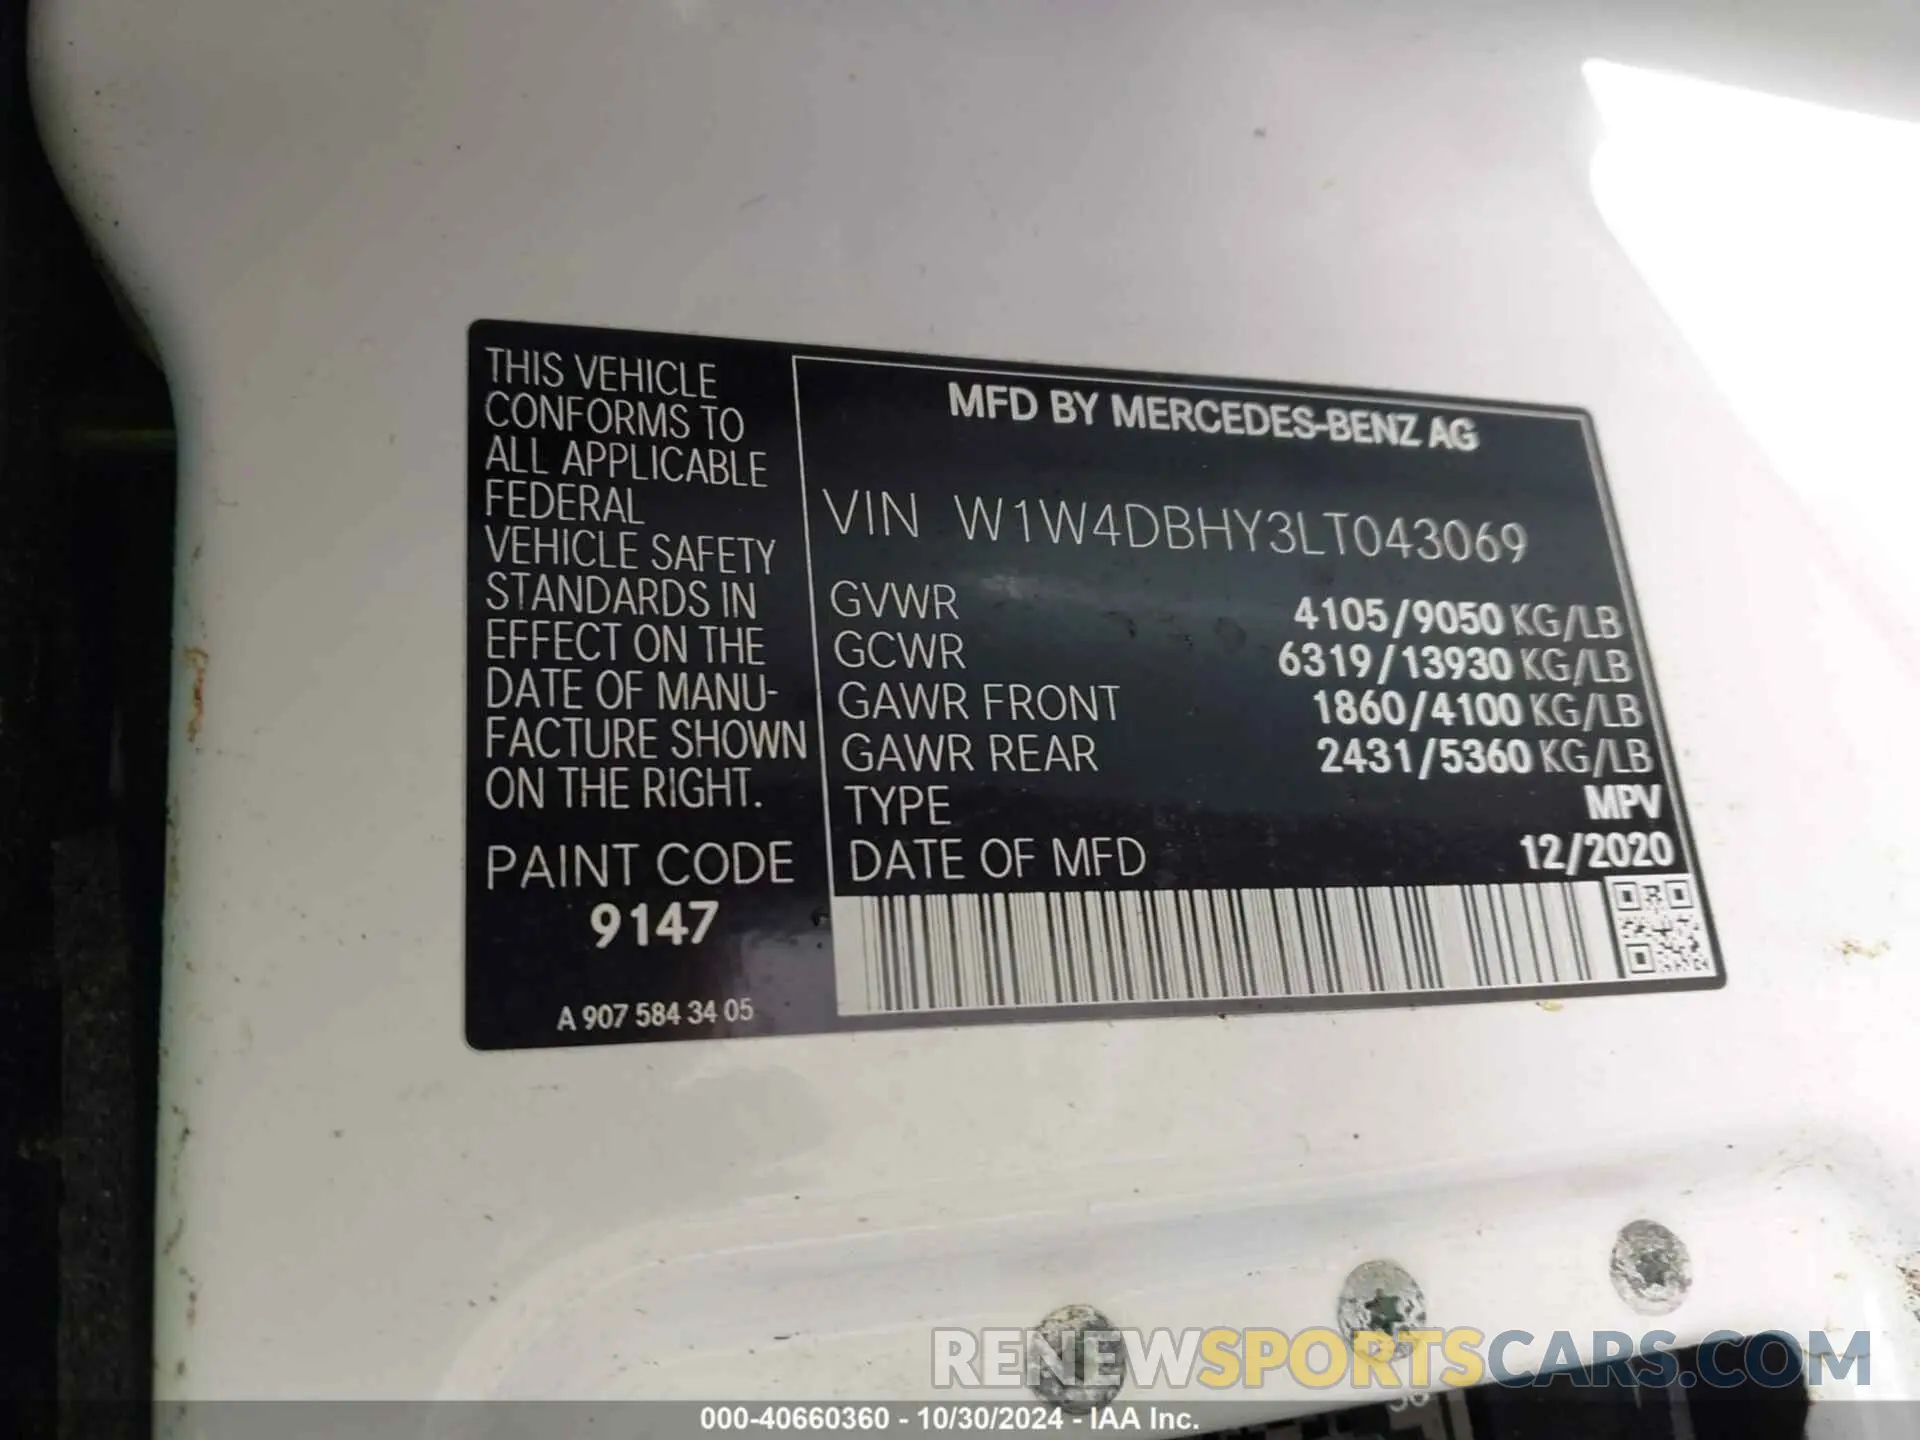 THIS VEHICLE
CONFORMS TO
ALL APPLICABLE
FEDERAL
VEHICLE SAFETY
STANDARDS IN
EFFECT ON THE
DATE OF MANU-
FACTURE SHOWN
ON THE RIGHT.
PAINT CODE
9147
A 907 584 34 05
MFD BY MERCEDES-BENZ AG
VIN W1W4DBHY3LT043069
GVWR 4105/9050 KG/LB
GCWR 6319/13930 KG/LB
GAWR FRONT 1860/4100 KG/LB
GAWR REAR 2431/5360 KG/LB
TYPE MPV
DATE OF MFD 12/2020
RENEWSPORTSCARS.COM
000-40660360 - 10/30/2024 - IAA Inc.